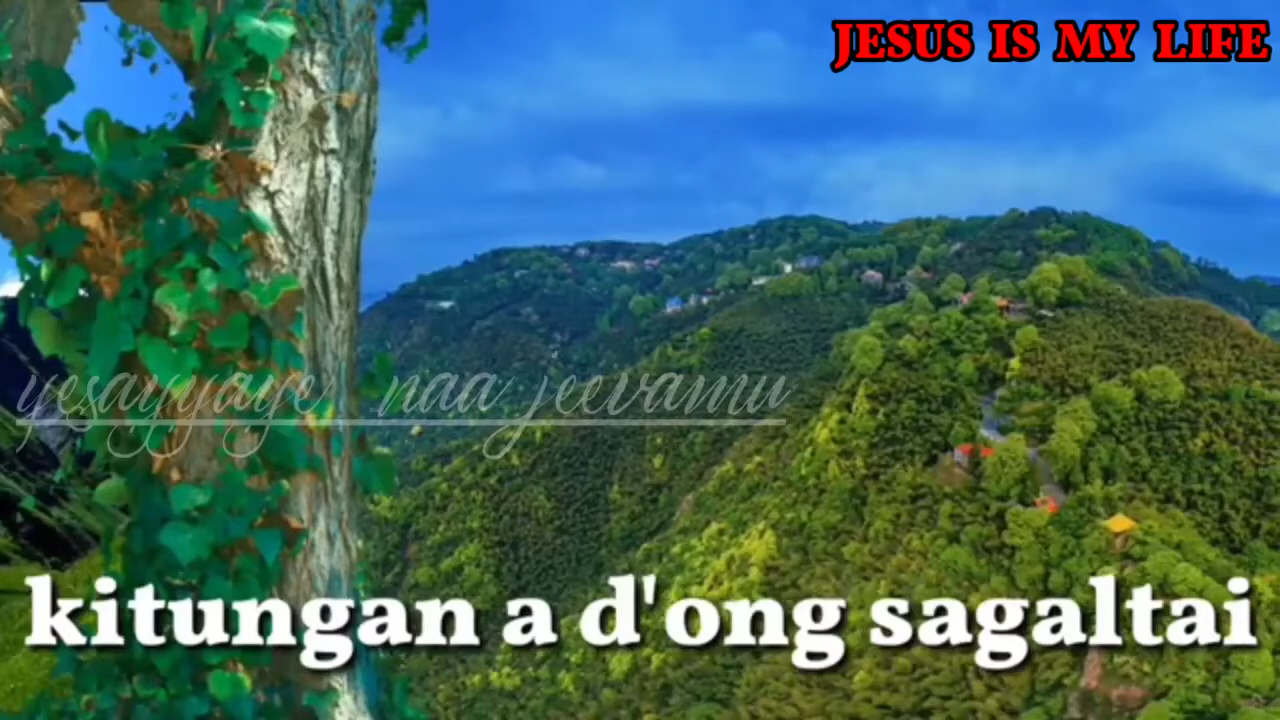 JESUS IS MY LIFE
yesayyaye naa jeevamu
kitungan a d'ong sagaltai